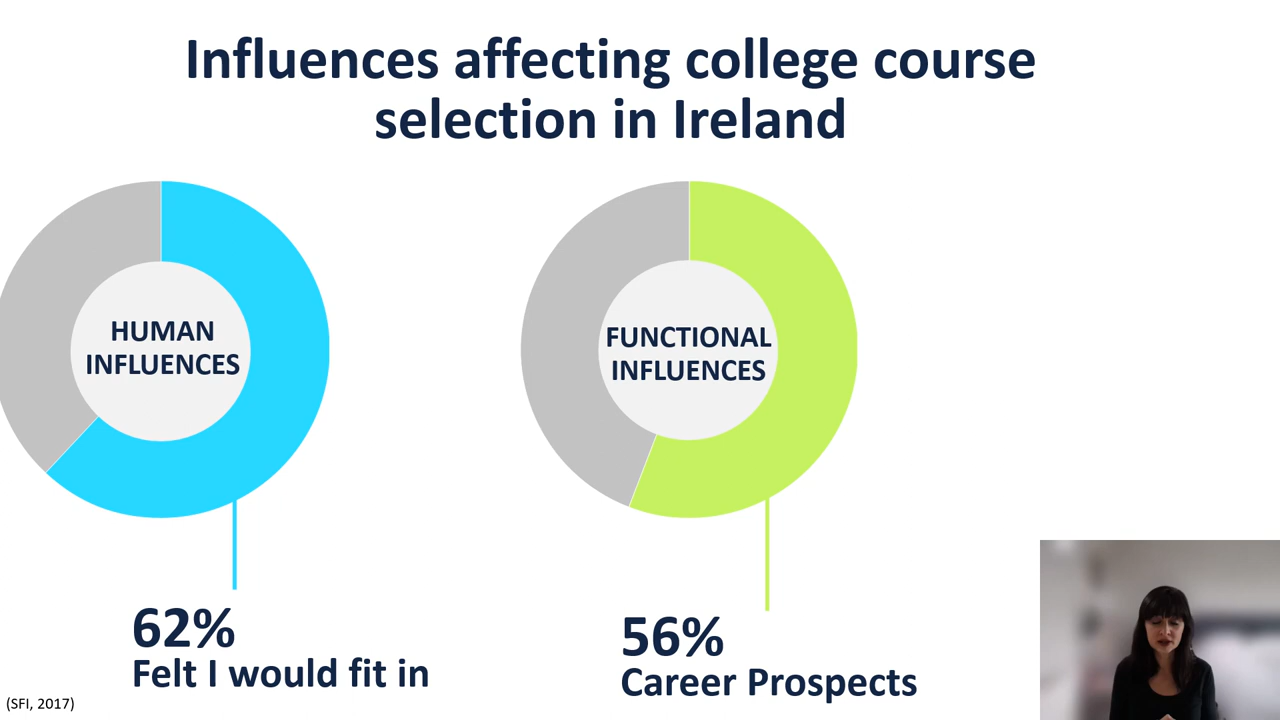 Influences affecting college course
selection in Ireland
HUMAN
INFLUENCES
FUNCTIONAL
INFLUENCES
62%
Felt I would fit in
56%
Career Prospects
(SFI, 2017)